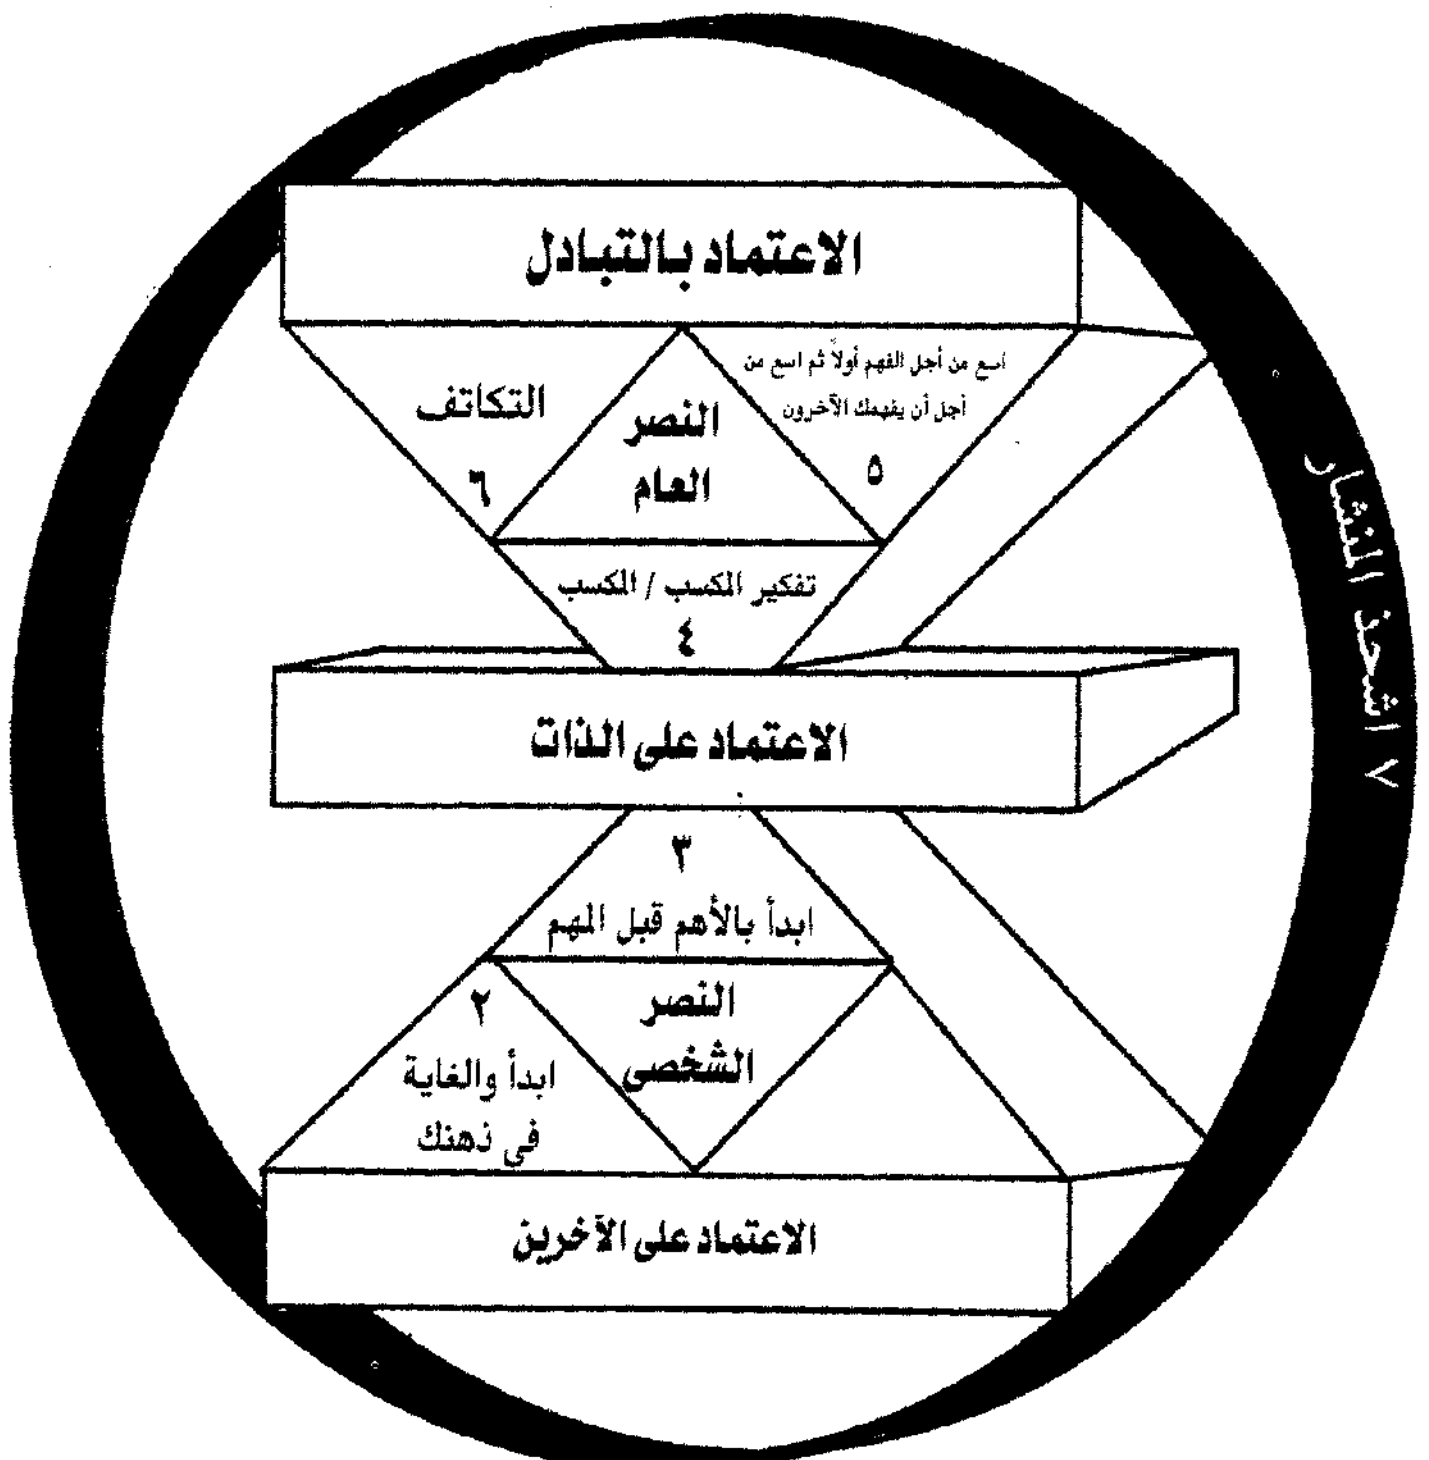 الاعتماد بالتبادل
اسع من أجل الفهم أولاً ثم اسع من
أجل أن يفهمك الآخرون
٥
النصر
العام
التكاتف
٦
تفكير المكسب / المكسب
٤
الاعتماد على الذات
٣
ابدأ بالأهم قبل المهم
النصر
الشخصى
٢
ابدأ والغاية
فى ذهنك
الاعتماد على الآخرين
٧ اشحذ المنشار